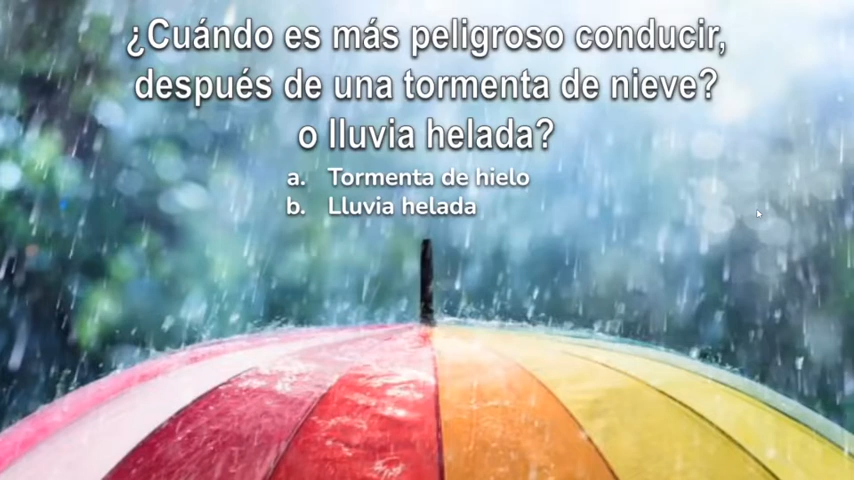 ¿Cuándo es más peligroso conducir,
después de una tormenta de nieve?
o lluvia helada?
a. Tormenta de hielo
b. Lluvia helada